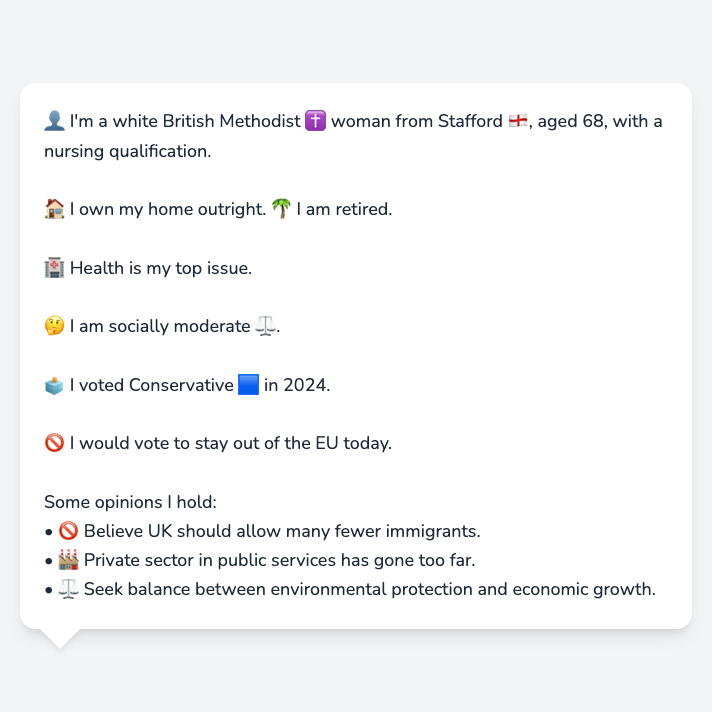 👤 I'm a white British Methodist ✝️ woman from Stafford 🏴󠁧󠁢󠁥󠁮󠁧󠁿, aged 68, with a
nursing qualification.
🏠 I own my home outright. 🌴 I am retired.
🏥 Health is my top issue.
🤔 I am socially moderate ⚖️.
🗳️ I voted Conservative 🟦 in 2024.
🚫 I would vote to stay out of the EU today.
Some opinions I hold:
• 🚫 Believe UK should allow many fewer immigrants.
• 🏭 Private sector in public services has gone too far.
• ⚖️ Seek balance between environmental protection and economic growth.